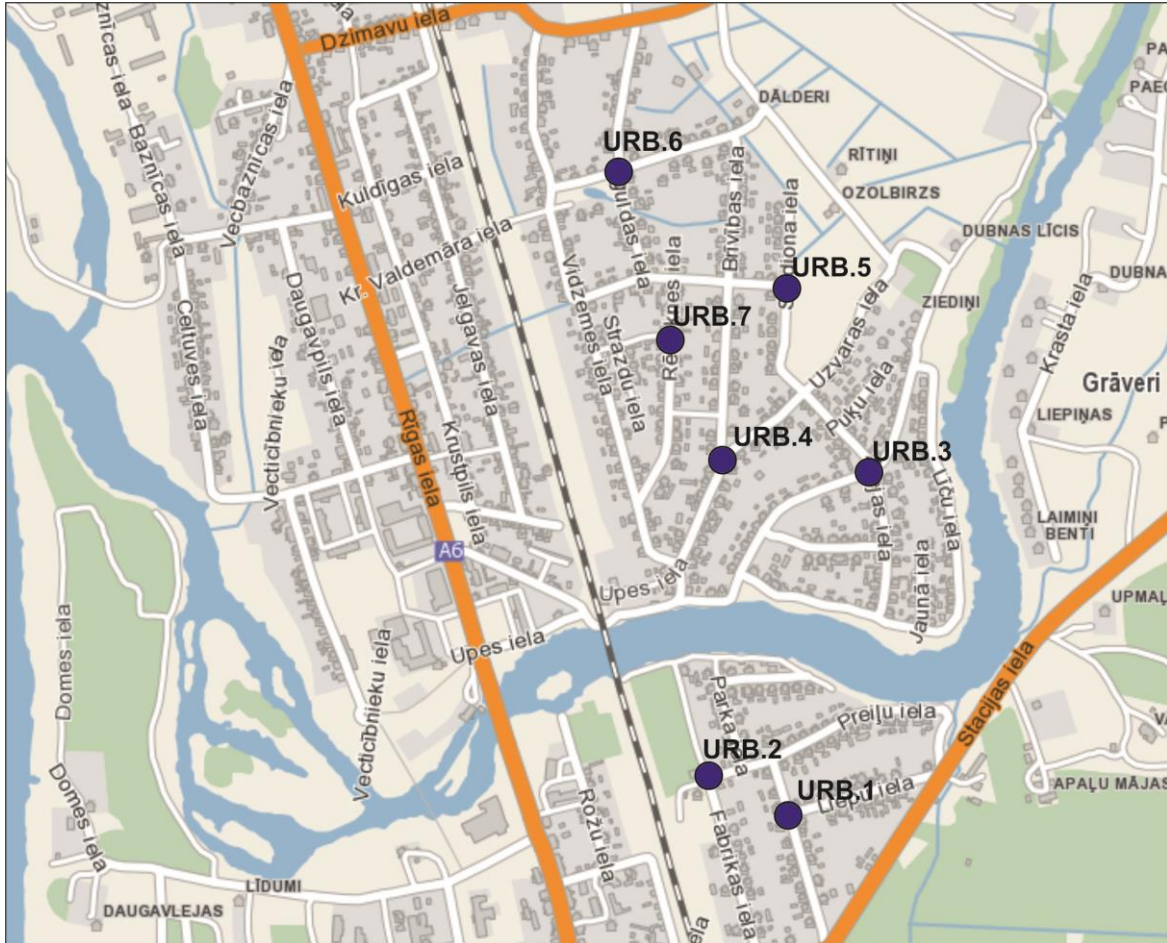 Dzirnavu iela
Baznīcas iela
Vecbaznīcas iela
Kuldīgas iela
Kr. Valdemāra iela
DĀLDERI
RĪTIŅI
OZOLBIRZS
DUBNAS LĪCIS
ZIEDIŅI
URB.6
Brīvības iela
URB.5
URB.7
Vidzemes iela
Strazdu iela
Daugavpils iela
Jelgavas iela
Celtuves iela
Vecticībnieku iela
Rīgas iela
Krustpils iela
Uzvaras iela
Puķu iela
Krasta iela
Grāveri
LIEPIŅAS
URB.4
URB.3
Līču iela
Jauna iela
LAIMIŅI
BENTI
A6
Upes iela
Upes iela
Domes iela
Domes iela
Vecticībnieku iela
Parka iela
Preiļu iela
Stacijas iela
URB.2
URB.1
Fabrikas iela
Rožu iela
APAĻU MĀJAS
LĪDUMI
DAUGAVLEJAS